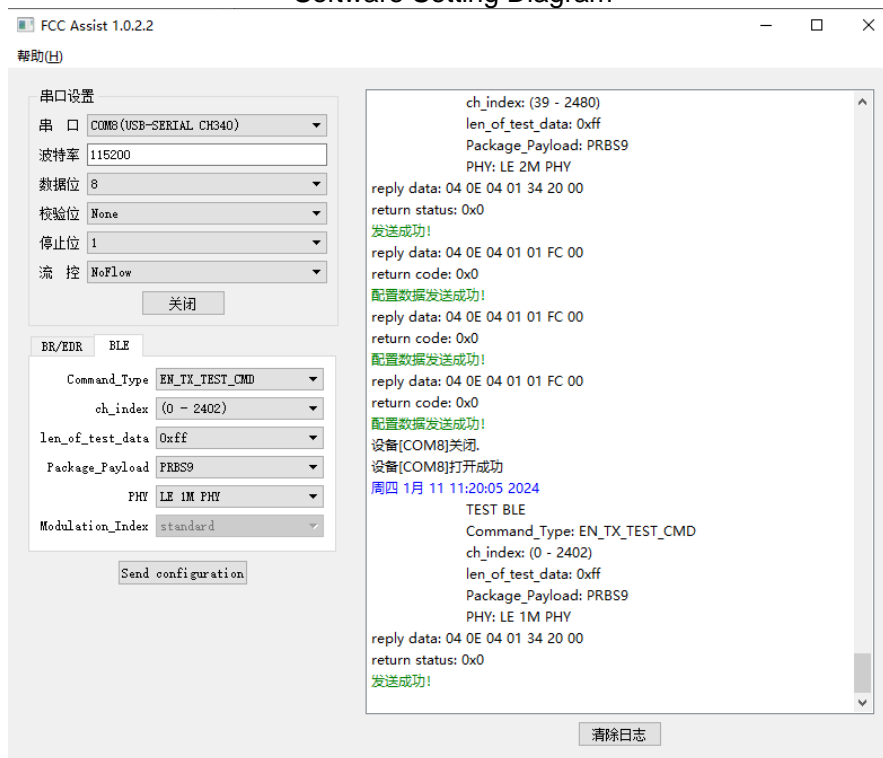 Software Setting Diagram
FCC Assist 1.0.2.2
帮助(H)
串口设置
串 口 COM8(USB-SERIAL CH340)
波特率 115200
数据位 8
校验位 None
停止位 1
流 控 NoFlow
关闭
BR/EDR BLE
Command_Type EN_TX_TEST_CMD
ch_index (0 - 2402)
len_of_test_data 0xff
Package_Payload PRBS9
PHY LE 1M PHY
Modulation_Index standard
Send configuration
ch_index: (39 - 2480)
len_of_test_data: 0xff
Package_Payload: PRBS9
PHY: LE 2M PHY
reply data: 04 0E 04 01 34 20 00
return status: 0x0
发送成功!
reply data: 04 0E 04 01 01 FC 00
return code: 0x0
配置数据发送成功!
reply data: 04 0E 04 01 01 FC 00
return code: 0x0
配置数据发送成功!
reply data: 04 0E 04 01 01 FC 00
return code: 0x0
配置数据发送成功!
设备[COM8]关闭.
设备[COM8]打开成功
周四 1月 11 11:20:05 2024
TEST BLE
Command_Type: EN_TX_TEST_CMD
ch_index: (0 - 2402)
len_of_test_data: 0xff
Package_Payload: PRBS9
PHY: LE 1M PHY
reply data: 04 0E 04 01 34 20 00
return status: 0x0
发送成功!
清除日志